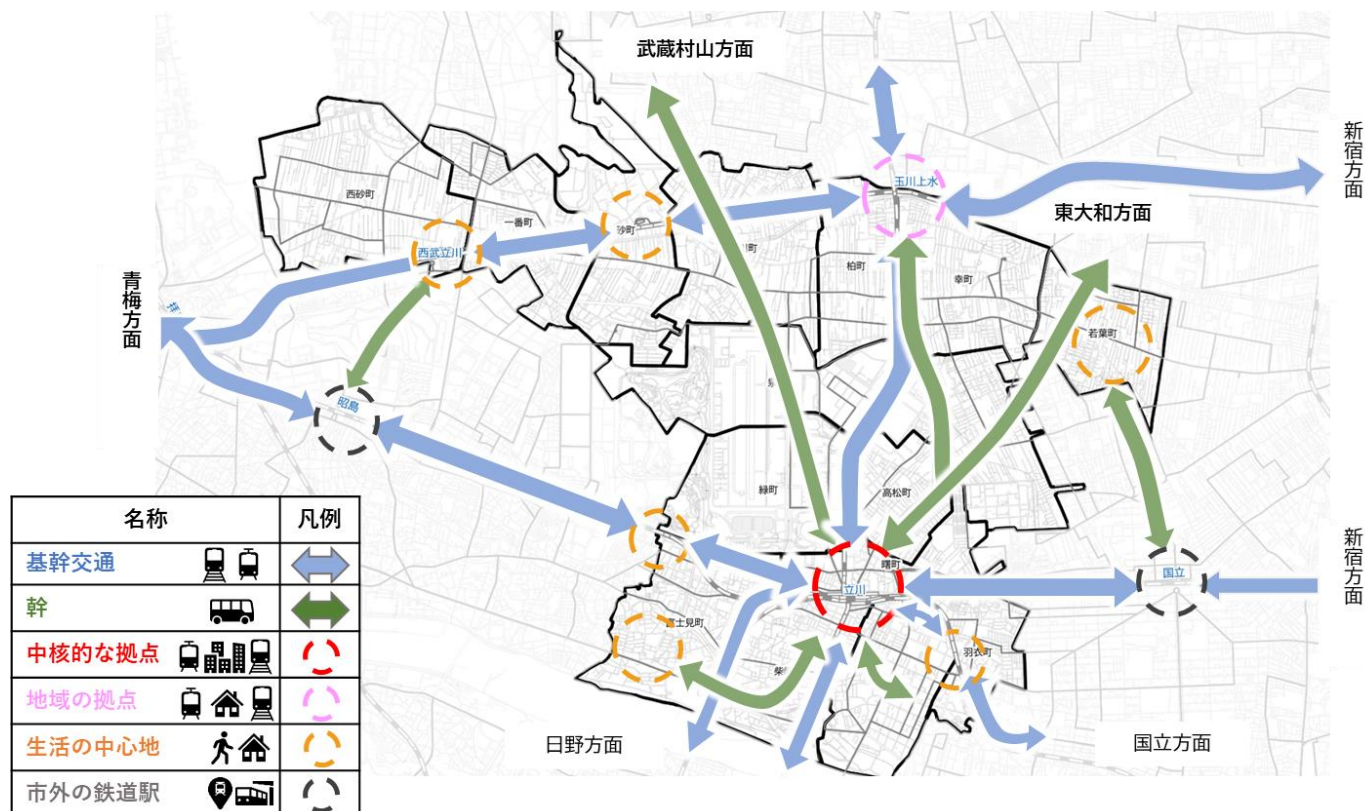 武蔵村山方面
新宿方面
玉川上水
東大和方面
西砂町
一番町
西武立川
柏町
幸町
青梅方面
若葉町
昭島
緑町
高松町
新宿方面
曙町
立川
国立
富士見町
羽衣町
日野方面
国立方面
名称 凡例
基幹交通
幹
中核的な拠点
地域の拠点
生活の中心地
市外の鉄道駅